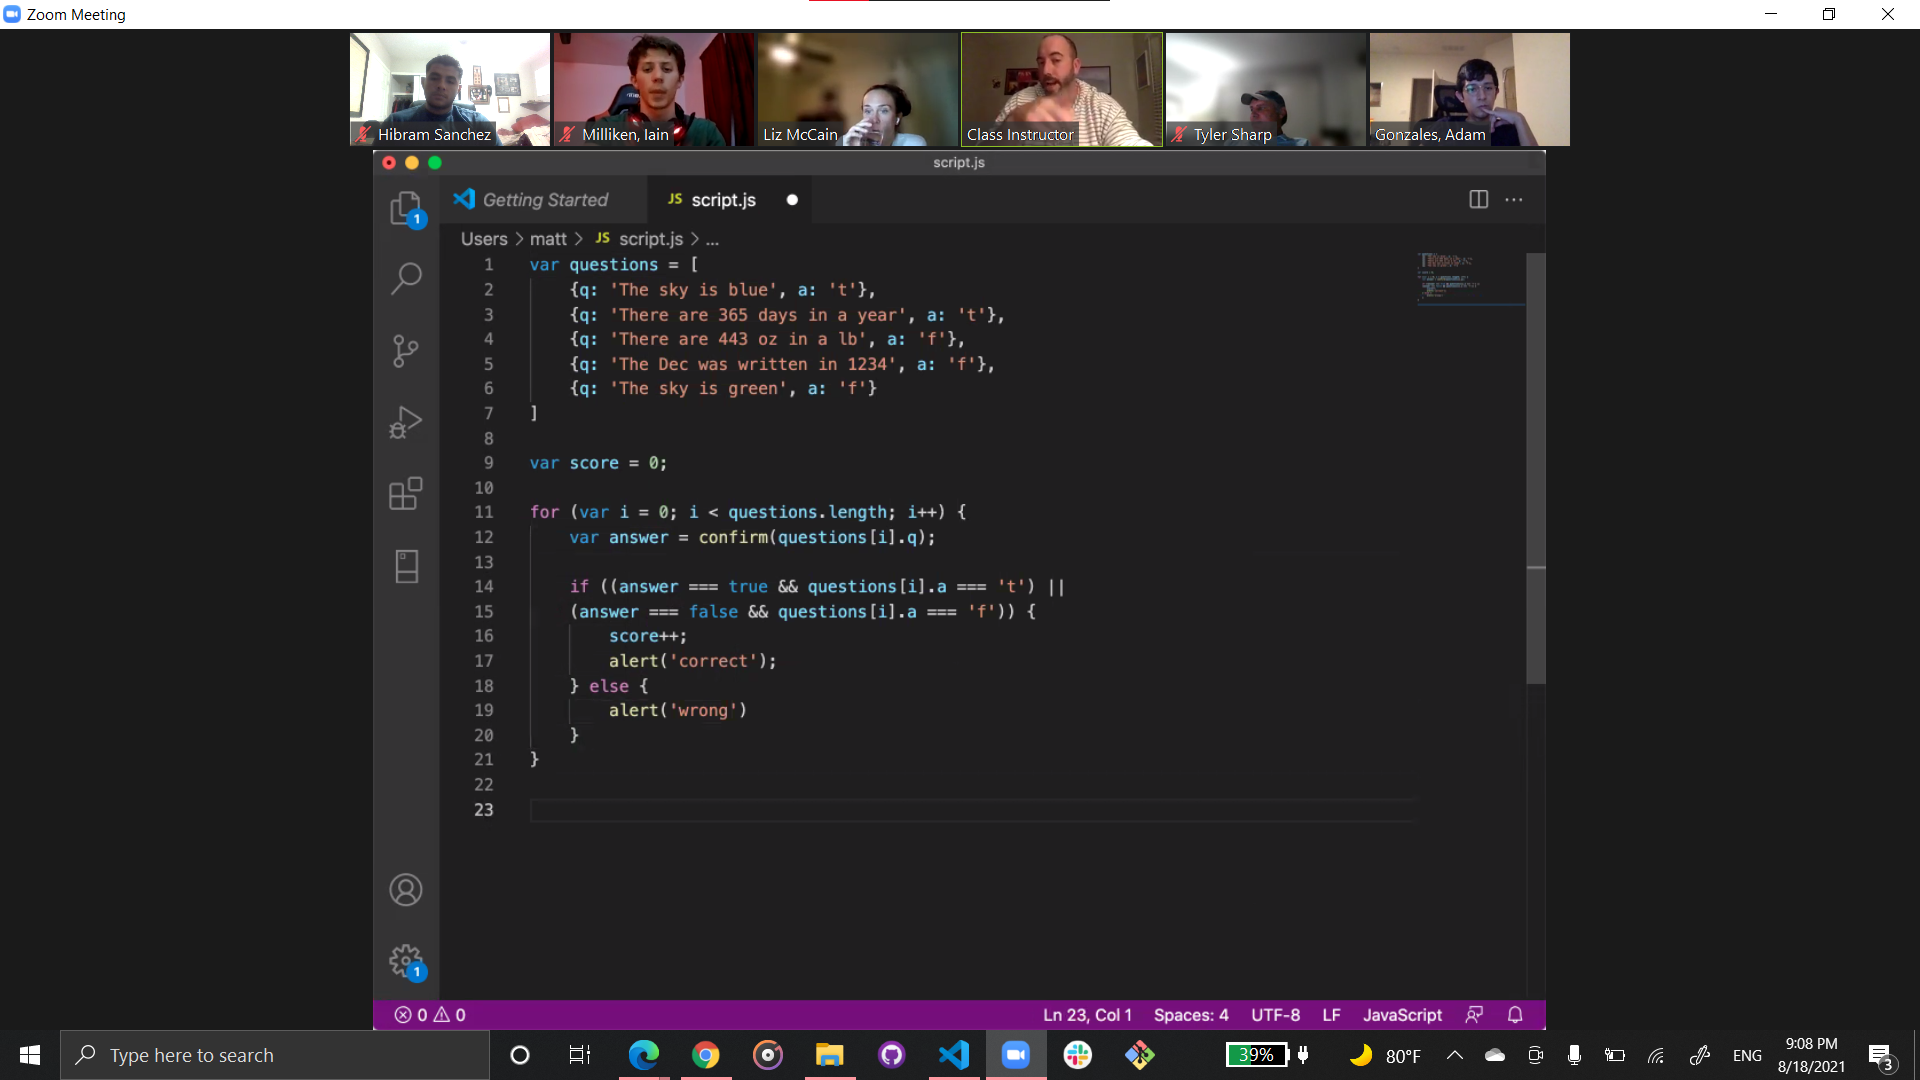 Zoom Meeting
Hibram Sanchez
Milliken, Iain
Liz McCain
Class Instructor
Tyler Sharp
Gonzales, Adam
script.js
Getting Started
JS script.js
Users > matt > JS script.js > ...
1 var questions = [
2 {q: 'The sky is blue', a: 't'},
3 {q: 'There are 365 days in a year', a: 't'},
4 {q: 'There are 443 oz in a lb', a: 'f'},
5 {q: 'The Dec was written in 1234', a: 'f'},
6 {q: 'The sky is green', a: 'f'}
7 ]
8
9 var score = 0;
10
11 for (var i = 0; i < questions.length; i++) {
12 var answer = confirm(questions[i].q);
13
14 if ((answer === true && questions[i].a === 't') ||
15 (answer === false && questions[i].a === 'f')) {
16 score++;
17 alert('correct');
18 } else {
19 alert('wrong')
20 }
21 }
22
23
1
1
0 0
Ln 23, Col 1 Spaces: 4 UTF-8 LF JavaScript
Type here to search
39%
80°F
ENG
9:08 PM
8/18/2021
3